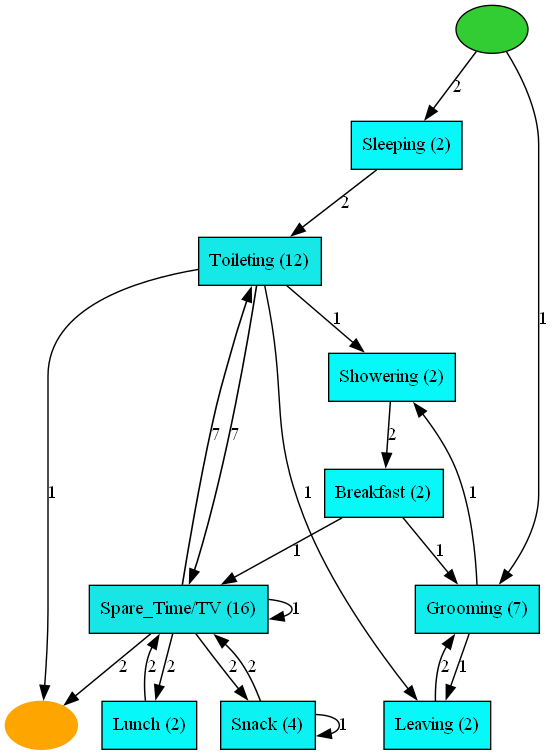 2
Sleeping (2)
2
Toileting (12)
1
1
Showering (2)
7
7
2
Breakfast (2)
1
1
1
1
1
Spare_Time/TV (16)
1
Grooming (7)
2
2
2
2
2
2
1
Lunch (2)
Snack (4)
1
Leaving (2)